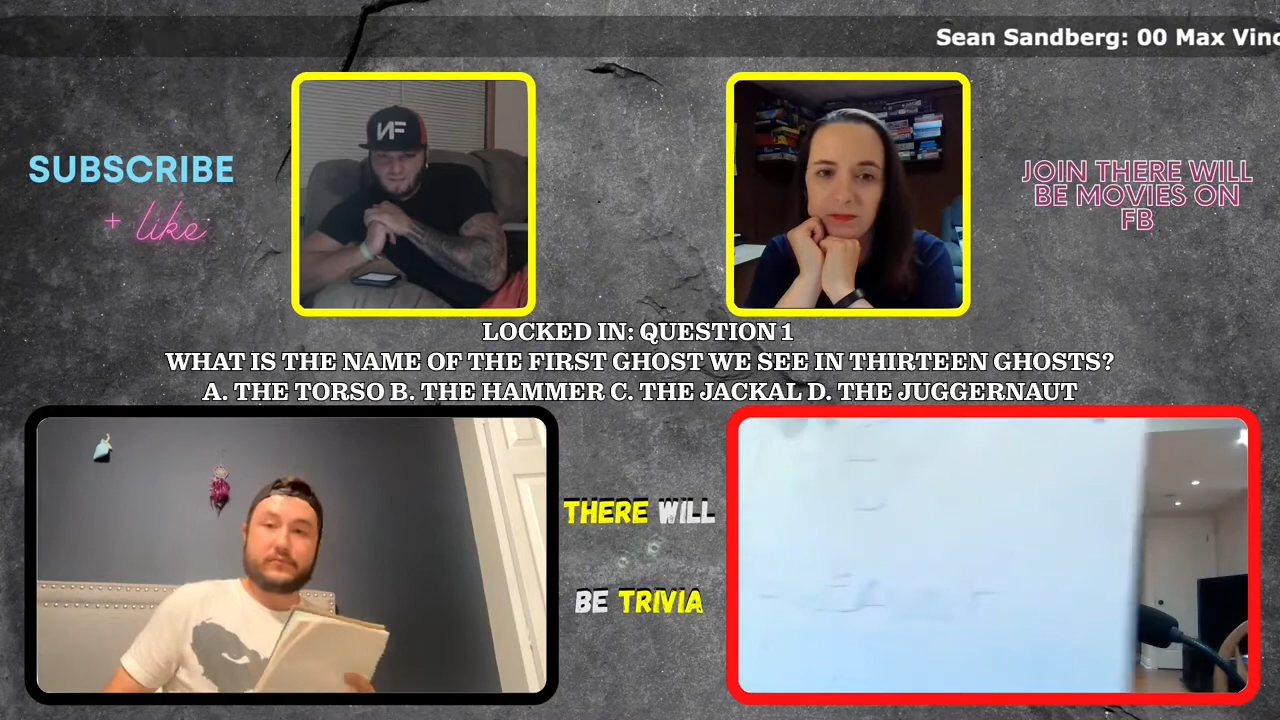 Sean Sandberg: 00 Max
SUBSCRIBE
+ like
NF
JOIN THERE WILL
BE MOVIES ON
FB
LOCKED IN: QUESTION 1
WHAT IS THE NAME OF THE FIRST GHOST WE SEE IN THIRTEEN GHOSTS?
A. THE TORSO B. THE HAMMER C. THE JACKAL D. THE JUGGERNAUT
THERE WILL
BE TRIVIA